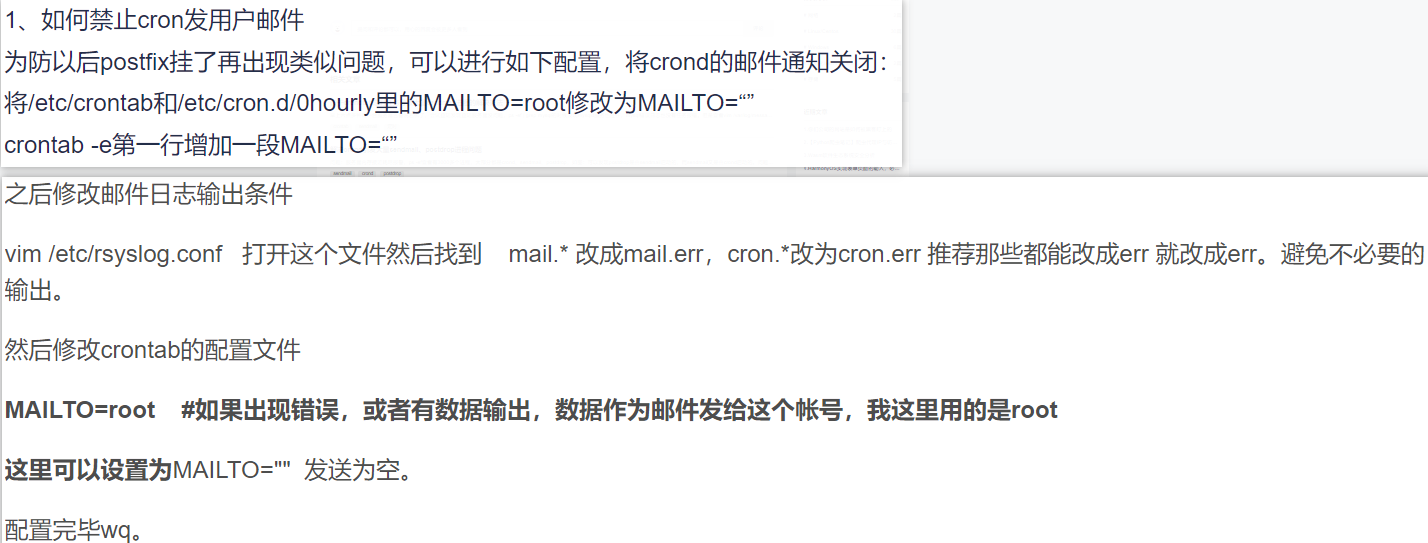 1、如何禁止cron发用户邮件
为防以后postfix挂了再出现类似问题，可以进行如下配置，将crond的邮件通知关闭：
将/etc/crontab和/etc/cron.d/0hourly里的MAILTO=root修改为MAILTO=“”
crontab -e第一行增加一段MAILTO=“”
之后修改邮件日志输出条件
vim /etc/rsyslog.conf   打开这个文件然后找到    mail.* 改成mail.err，cron.*改为cron.err 推荐那些都能改成err 就改成err。避免不必要的
输出。
然后修改crontab的配置文件
MAILTO=root    #如果出现错误，或者有数据输出，数据作为邮件发给这个帐号，我这里用的是root
这里可以设置为MAILTO=""  发送为空。
配置完毕wq。